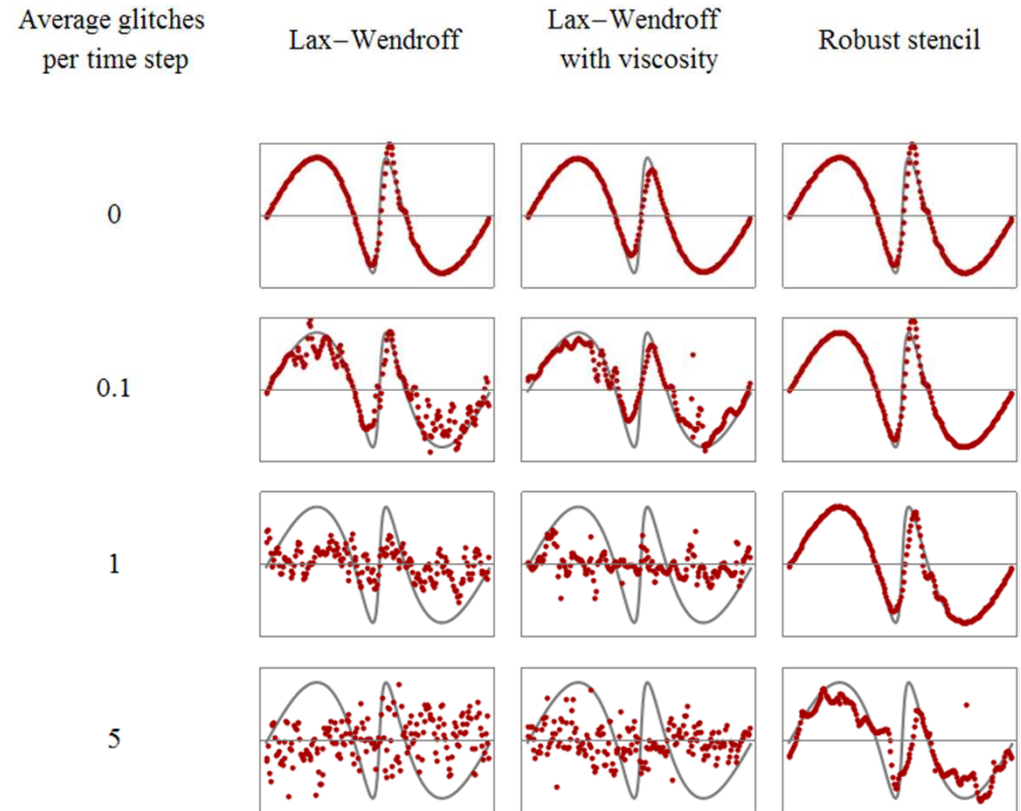 Average glitches
per time step
Lax−Wendroff
Lax−Wendroff
with viscosity
Robust stencil
0
0.1
1
5